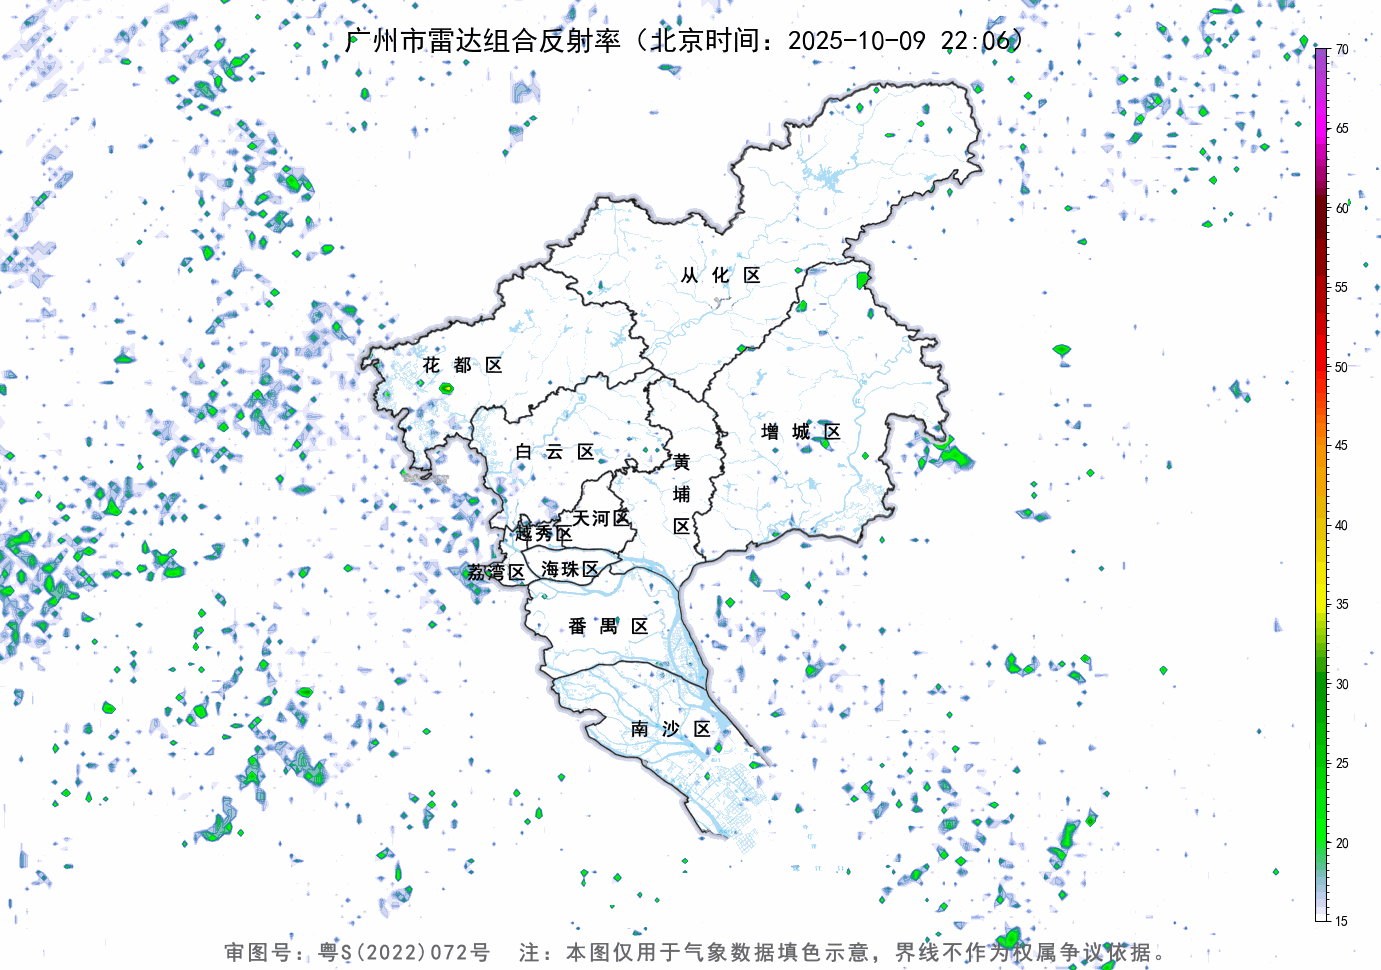 广州市雷达组合反射率（北京时间：2025-10-09 22:06）
70
65
60
55
50
45
40
35
30
25
20
15
从化区
花都区
增城区
白云区
黄埔区
天河区
越秀区
荔湾区
海珠区
番禺区
南沙区
审图号：粤S(2022)072号 注：本图仅用于气象数据填色示意，界线不作为权属争议依据。